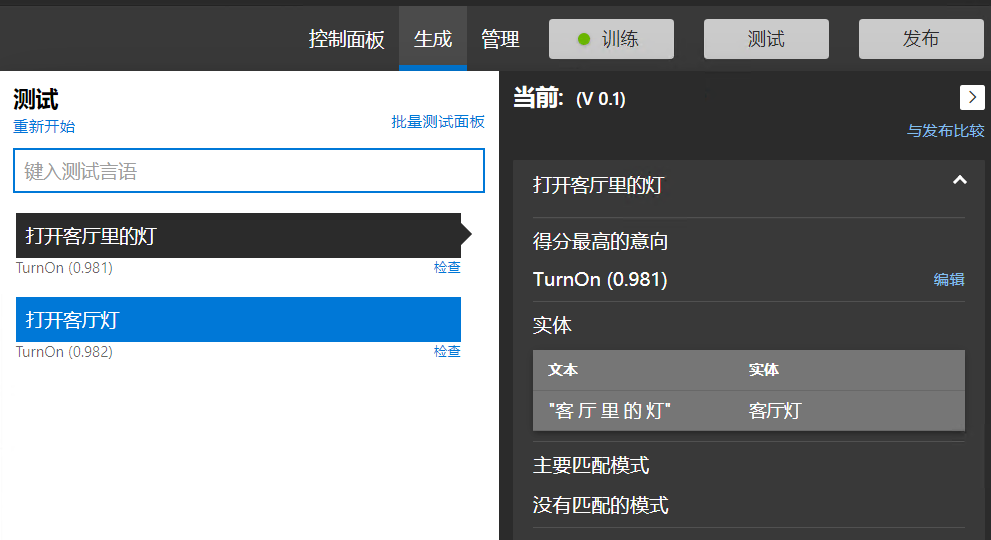 控制面板 生成 管理 训练 测试 发布
测试
重新开始 批量测试面板
键入测试言语
打开客厅里的灯
TurnOn (0.981) 检查
打开客厅灯
TurnOn (0.982) 检查
当前: (V 0.1)
与发布比较
打开客厅里的灯
得分最高的意向
TurnOn (0.981) 编辑
实体
文本 实体
"客 厅 里 的 灯" 客厅灯
主要匹配模式
没有匹配的模式